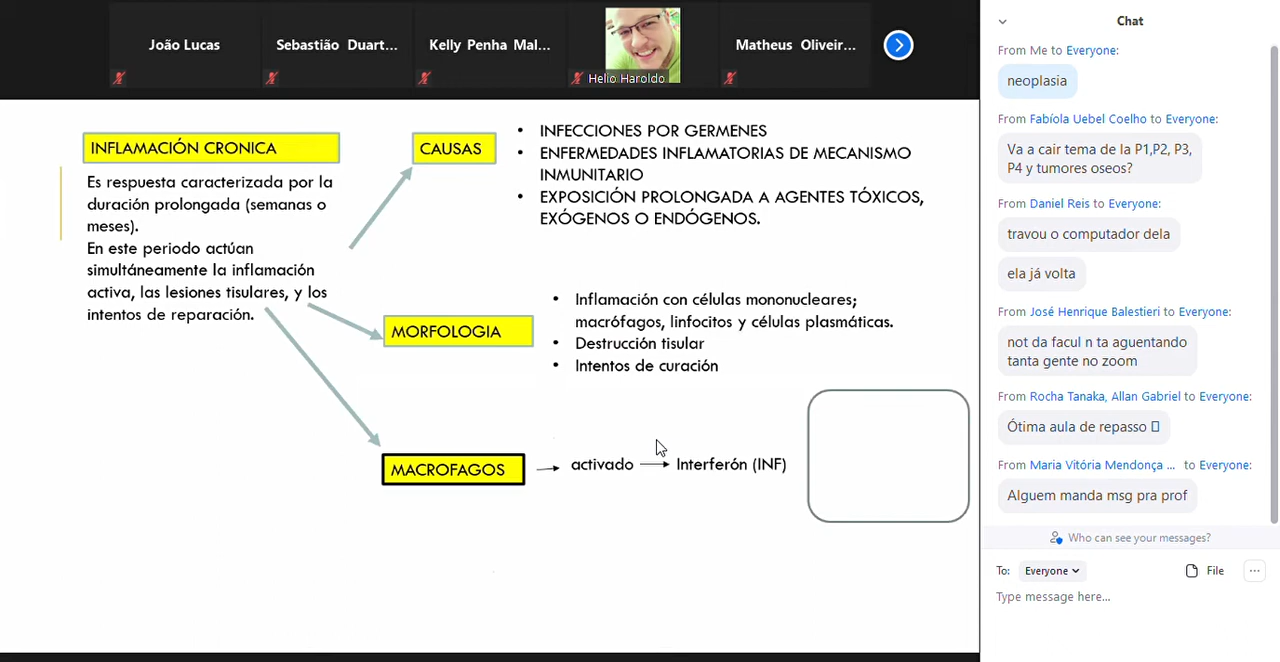 João Lucas
Sebastião Duart...
Kelly Penha Mal...
Helio Haroldo
Matheus Oliveir...
INFLAMACIÓN CRONICA
Es respuesta caracterizada por la
duración prolongada (semanas o
meses).
En este periodo actúan
simultáneamente la inflamación
activa, las lesiones tisulares, y los
intentos de reparación.
CAUSAS
• INFECCIONES POR GERMENES
• ENFERMEDADES INFLAMATORIAS DE MECANISMO
INMUNITARIO
• EXPOSICIÓN PROLONGADA A AGENTES TÓXICOS,
EXÓGENOS O ENDÓGENOS.
MORFOLOGIA
• Inflamación con células mononucleares;
macrófagos, linfocitos y células plasmáticas.
• Destrucción tisular
• Intentos de curación
MACROFAGOS
activado
Interferón (INF)
Chat
From Me to Everyone:
neoplasia
From Fabíola Uebel Coelho to Everyone:
Va a cair tema de la P1,P2, P3,
P4 y tumores oseos?
From Daniel Reis to Everyone:
travou o computador dela
ela já volta
From José Henrique Balestieri to Everyone:
not da facul n ta aguentando
tanta gente no zoom
From Rocha Tanaka, Allan Gabriel to Everyone:
Ótima aula de repasso
From Maria Vitória Mendonça ... to Everyone:
Alguem manda msg pra prof
Who can see your messages?
To: Everyone
File
...
Type message here...